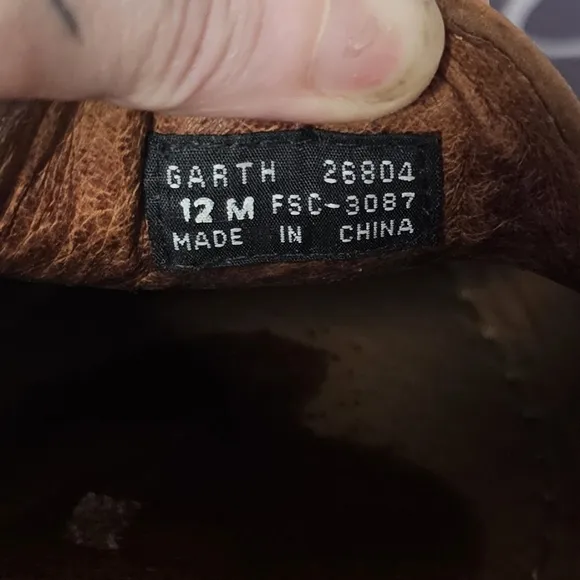 GARTH 26804
12 M FSC-3087
MADE IN CHINA